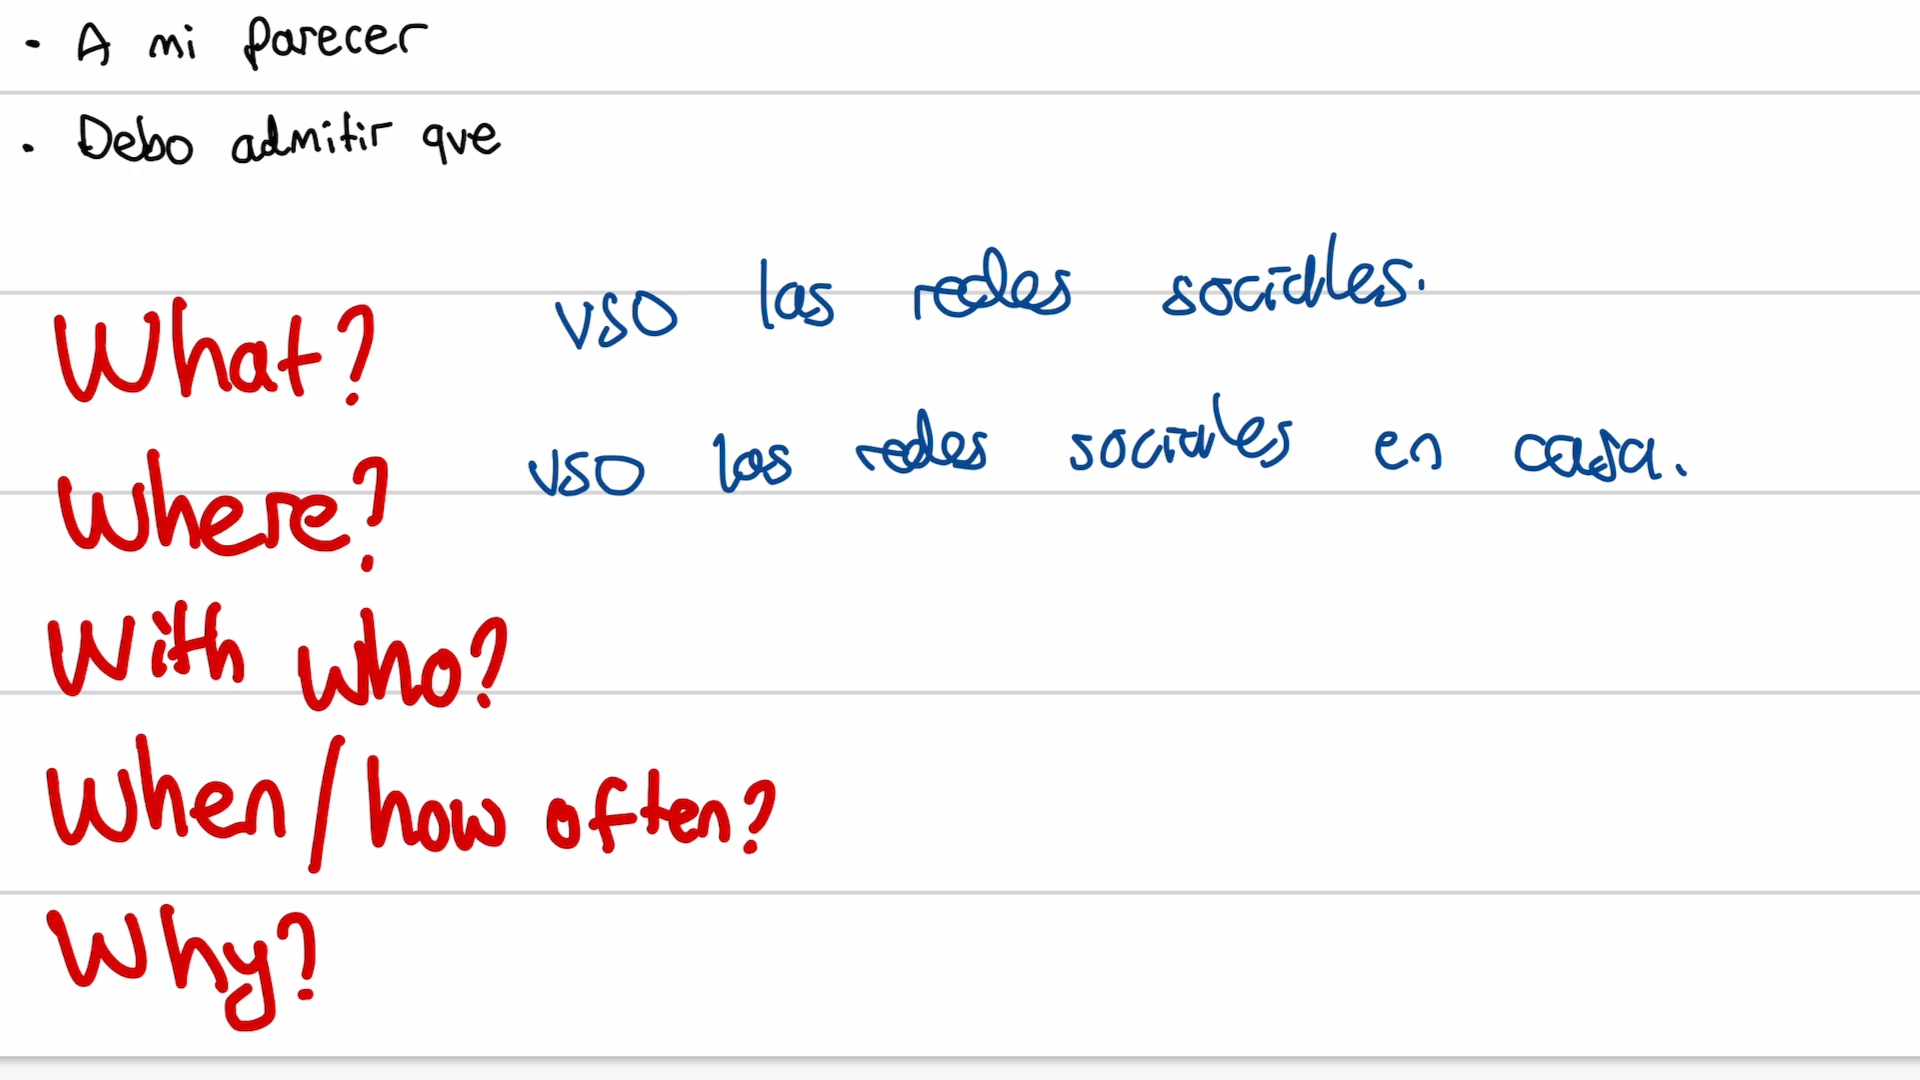 · A mi parecer
· Debo admitir que
What? uso las redes sociales.
Where? uso las redes sociales en casa.
With who?
When/how often?
Why?